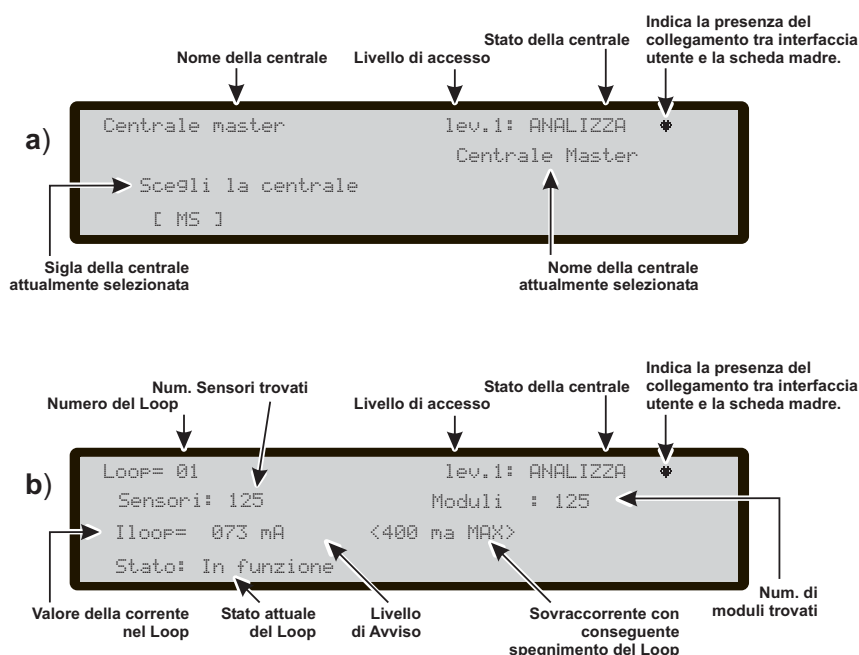 Indica la presenza del
collegamento tra interfaccia
utente e la scheda madre.
Stato della centrale
Nome della centrale
Livello di accesso
a)
Centrale master lev.1: ANALIZZA
Centrale Master
Scegli la centrale
[ MS ]
Sigla della centrale
attualmente selezionata
Nome della centrale
attualmente selezionata
Indica la presenza del
collegamento tra interfaccia
utente e la scheda madre.
Num. Sensori trovati
Stato della centrale
Numero del Loop
Livello di accesso
b)
Loop= 01 lev.1: ANALIZZA
Sensori: 125 Moduli : 125
Iloop= 073 mA <400 ma MAX>
Stato: In funzione
Num. di
moduli trovati
Valore della corrente
nel Loop
Stato attuale
del Loop
Livello
di Avviso
Sovraccorrente con
conseguente
spegnimento del Loop